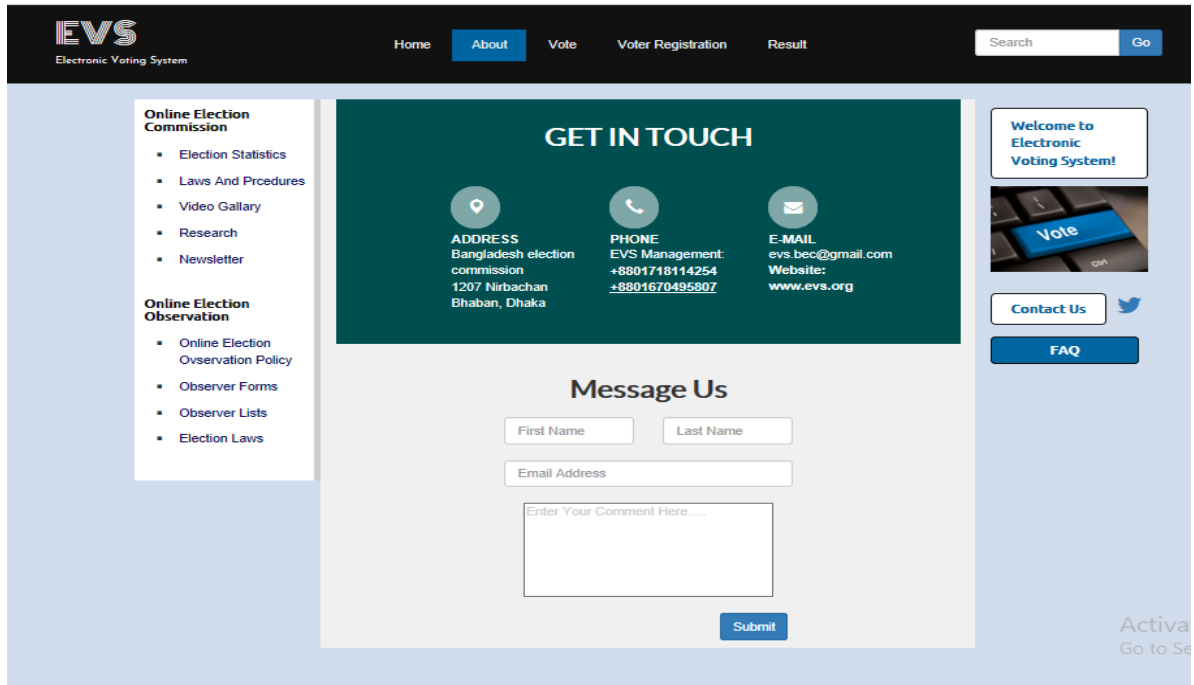 EVS
Electronic Voting System
Home
About
Vote
Voter Registration
Result
Search
Go
Online Election
Commission
Election Statistics
Laws And Prcedures
Video Gallary
Research
Newsletter
Online Election
Observation
Online Election
Ovservation Policy
Observer Forms
Observer Lists
Election Laws
GET IN TOUCH
ADDRESS
Bangladesh election
commission
1207 Nirbachan
Bhaban, Dhaka
PHONE
EVS Management:
+8801718114254
+8801670495807
E-MAIL
evs.bec@gmail.com
Website:
www.evs.org
Message Us
First Name
Last Name
Email Address
Enter Your Comment Here.....
Submit
Welcome to
Electronic
Voting System!
Vote
Ctrl
Contact Us
FAQ
Activa
Go to Se